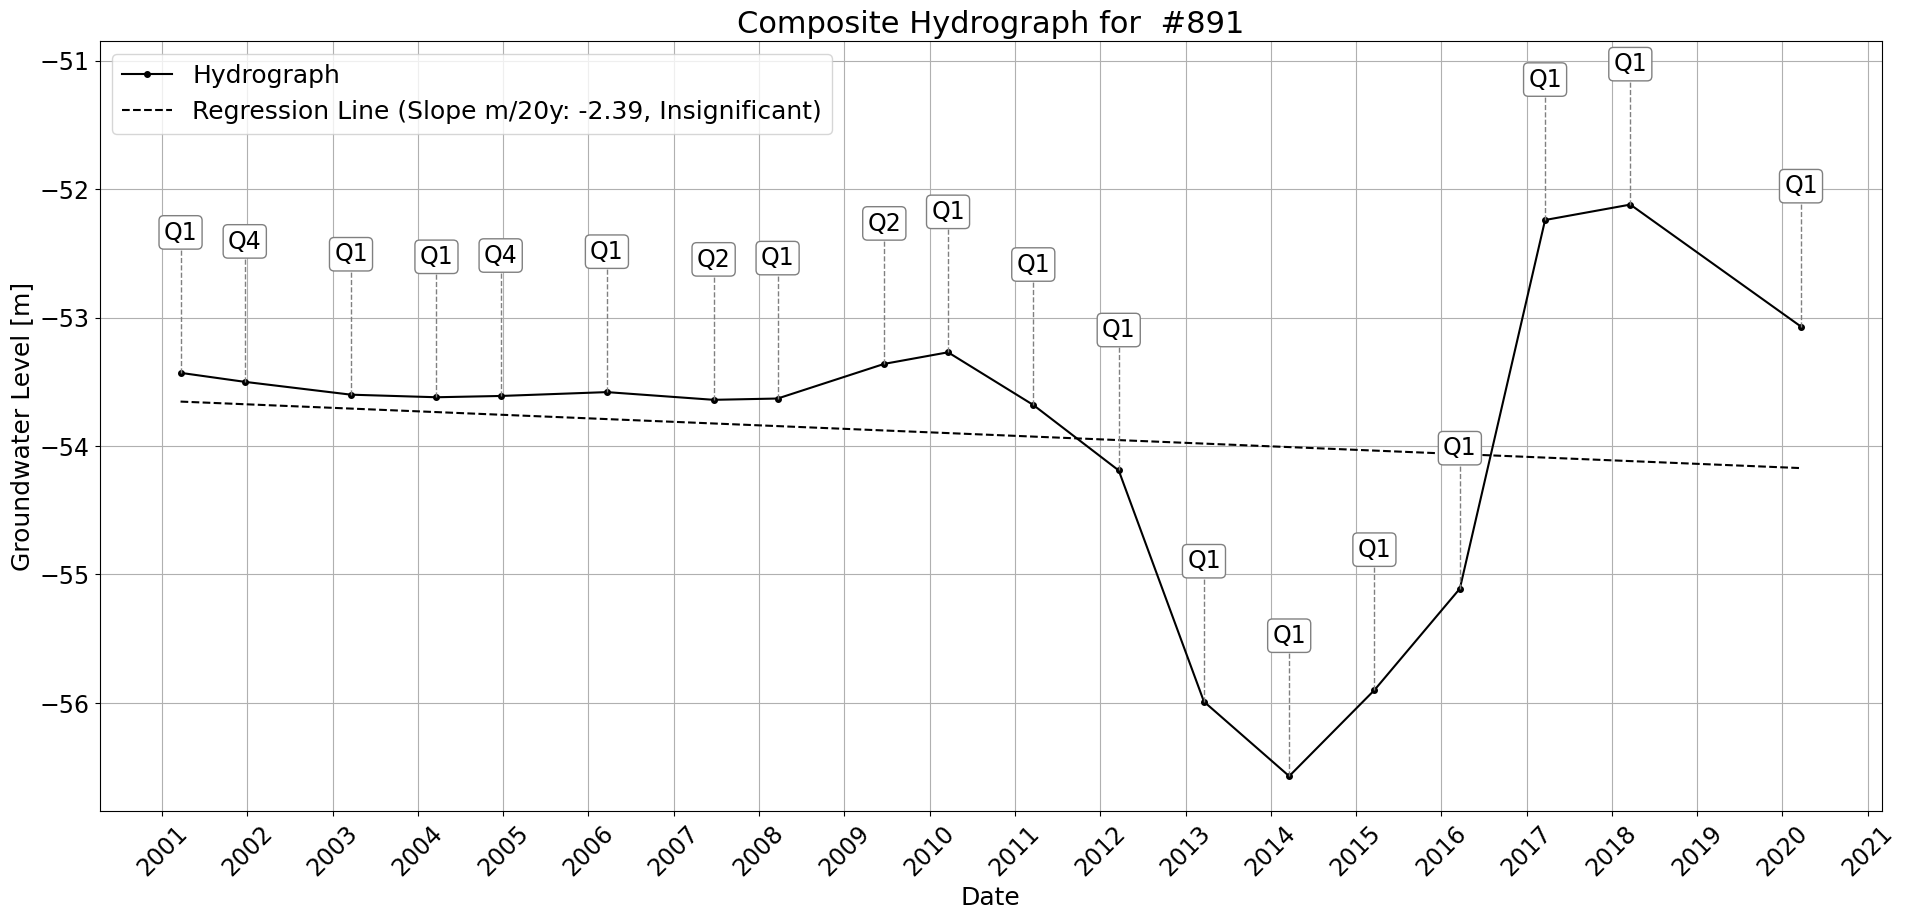 Composite Hydrograph for  #891
Hydrograph
Regression Line (Slope m/20y: -2.39, Insignificant)
Groundwater Level [m]
−51
−52
−53
−54
−55
−56
Q1
Q4
Q1
Q1
Q4
Q1
Q2
Q1
Q2
Q1
Q1
Q1
Q1
Q1
Q1
Q1
Q1
Q1
Q1
2001
2002
2003
2004
2005
2006
2007
2008
2009
2010
2011
2012
2013
2014
2015
2016
2017
2018
2019
2020
2021
Date